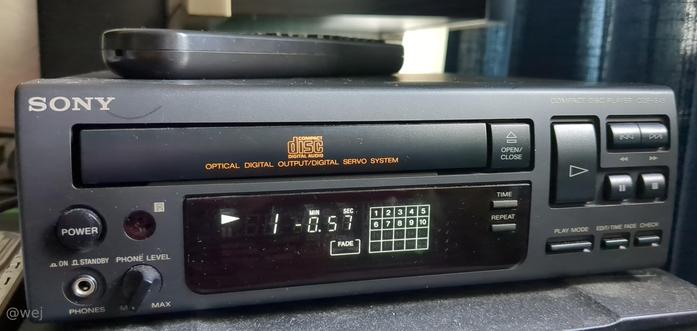 SONY
COMPACT DISC PLAYER
COMPACT
disc
DIGITAL AUDIO
OPTICAL DIGITAL OUTPUT/DIGITAL SERVO SYSTEM
OPEN/
CLOSE
POWER
ON STANDBY
PHONE LEVEL
PHONES
MAX
MIN SEC
1 -0.57
FADE
1 2 3 4 5
6 7 8 9 10
TIME
REPEAT
PLAY MODE
EDIT/TIME FADE
CHECK
@wej